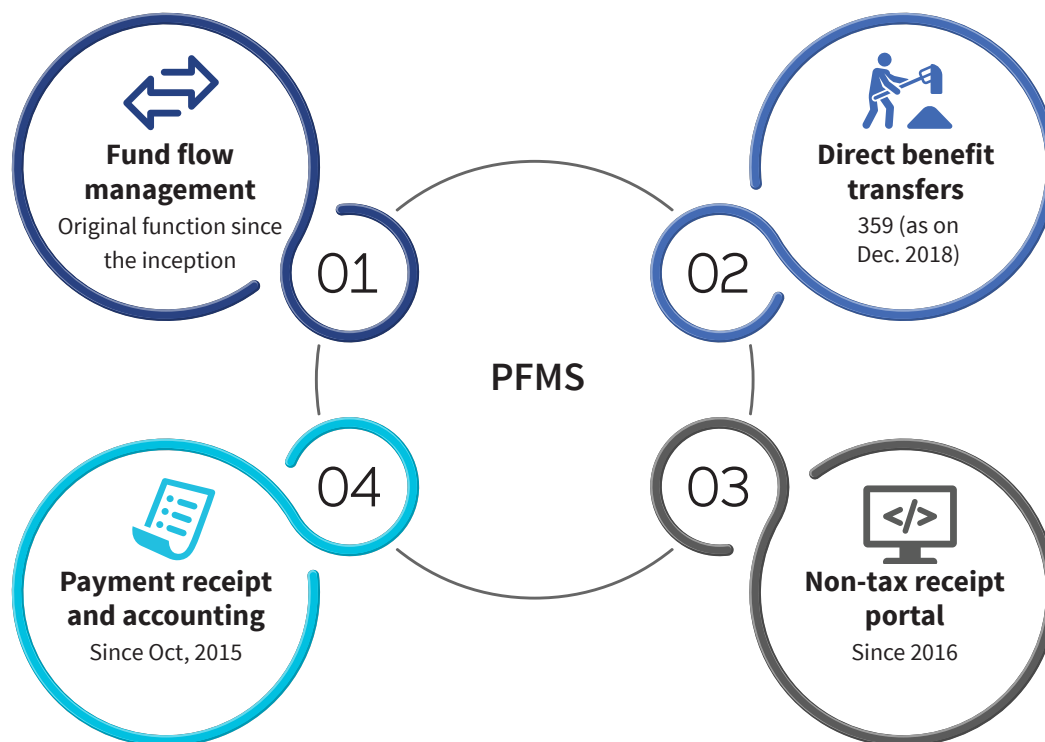 Fund flow
management
Original function since
the inception
01
Direct benefit
transfers
359 (as on
Dec. 2018)
02
PFMS
03
</>
Non-tax receipt
portal
Since 2016
04
Payment receipt
and accounting
Since Oct, 2015